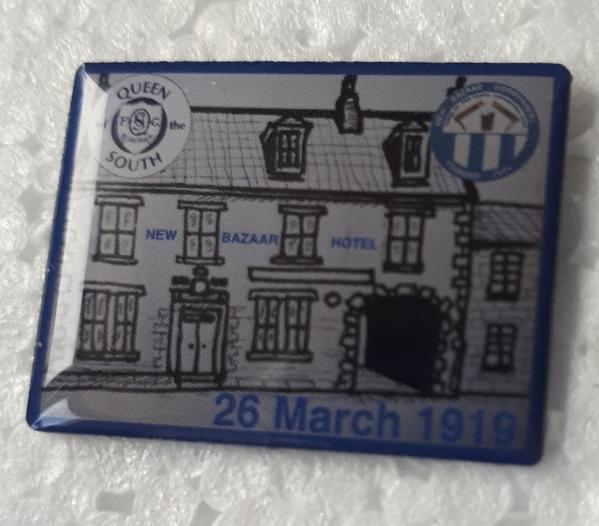 QUEEN
of the
SOUTH
NEW BAZAAR HOTEL
26 March 1919